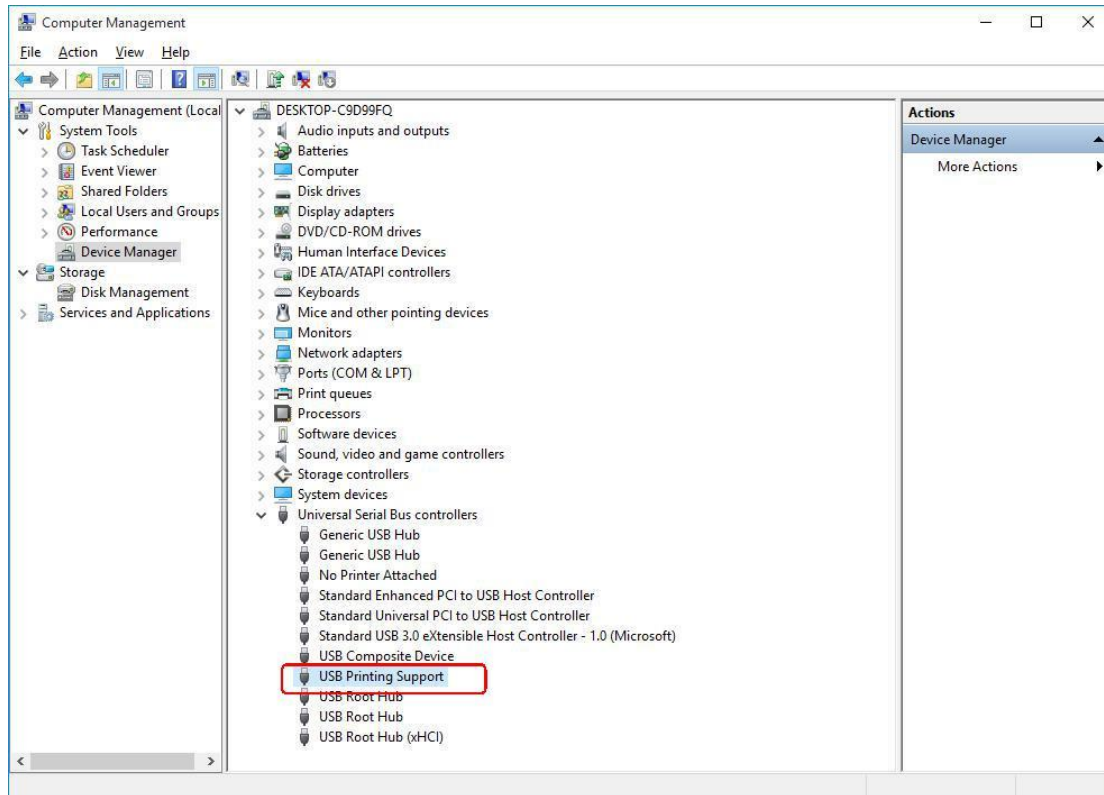 Computer Management
File Action View Help
Computer Management (Local
System Tools
Task Scheduler
Event Viewer
Shared Folders
Local Users and Groups
Performance
Device Manager
Storage
Disk Management
Services and Applications
DESKTOP-C9D99FQ
Audio inputs and outputs
Batteries
Computer
Disk drives
Display adapters
DVD/CD-ROM drives
Human Interface Devices
IDE ATA/ATAPI controllers
Keyboards
Mice and other pointing devices
Monitors
Network adapters
Ports (COM & LPT)
Print queues
Processors
Software devices
Sound, video and game controllers
Storage controllers
System devices
Universal Serial Bus controllers
Generic USB Hub
Generic USB Hub
No Printer Attached
Standard Enhanced PCI to USB Host Controller
Standard Universal PCI to USB Host Controller
Standard USB 3.0 eXtensible Host Controller - 1.0 (Microsoft)
USB Composite Device
USB Printing Support
USB Root Hub
USB Root Hub
USB Root Hub (xHCI)
Actions
Device Manager
More Actions